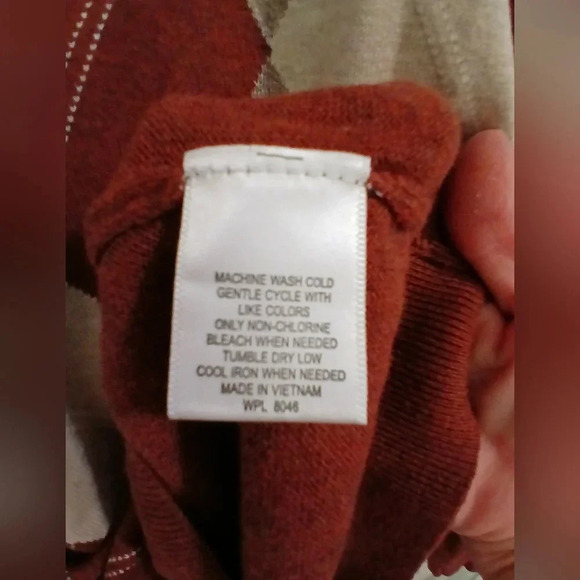 MACHINE WASH COLD
GENTLE CYCLE WITH
LIKE COLORS
ONLY NON-CHLORINE
BLEACH WHEN NEEDED
TUMBLE DRY LOW
COOL IRON WHEN NEEDED
MADE IN VIETNAM
WPL 8046